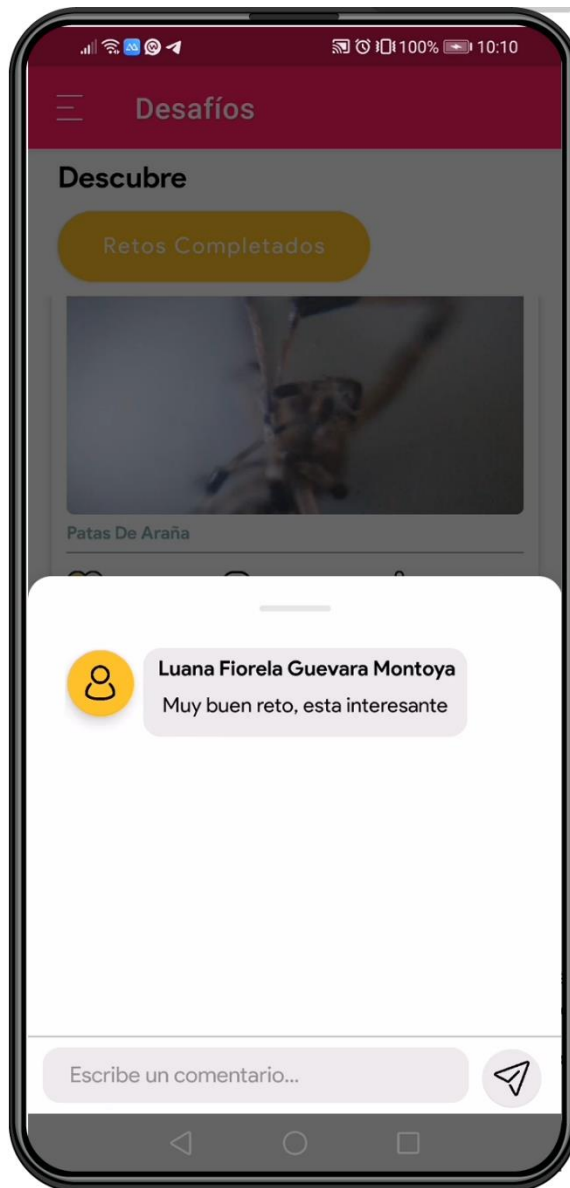 100% 10:10
Desafíos
Descubre
Retos Completados
Patas De Araña
Luana Fiorela Guevara Montoya
Muy buen reto, esta interesante
Escribe un comentario...